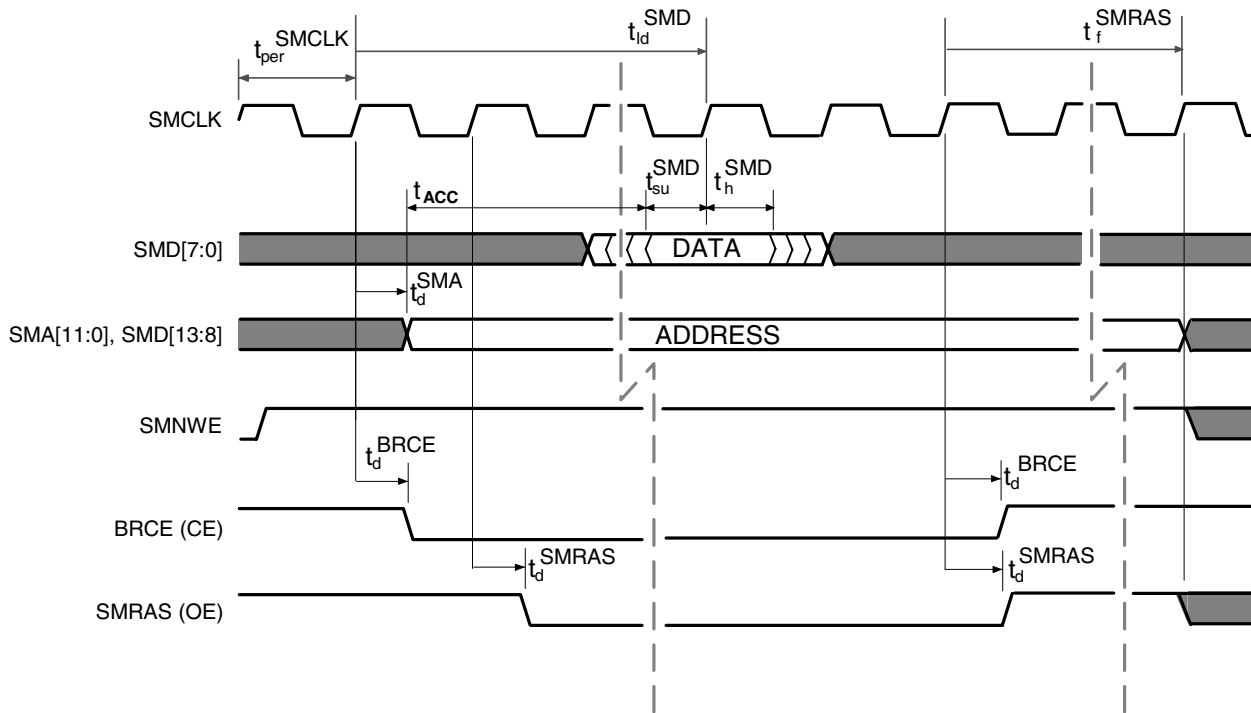 t_per^SMCLK
t_ld^SMD
t_f^SMRAS
SMCLK
t_ACC
t_su^SMD
t_h^SMD
SMD[7:0]
DATA
t_d^SMA
SMA[11:0], SMD[13:8]
ADDRESS
SMNWE
t_d^BRCE
t_d^BRCE
BRCE (CE)
t_d^SMRAS
t_d^SMRAS
SMRAS (OE)